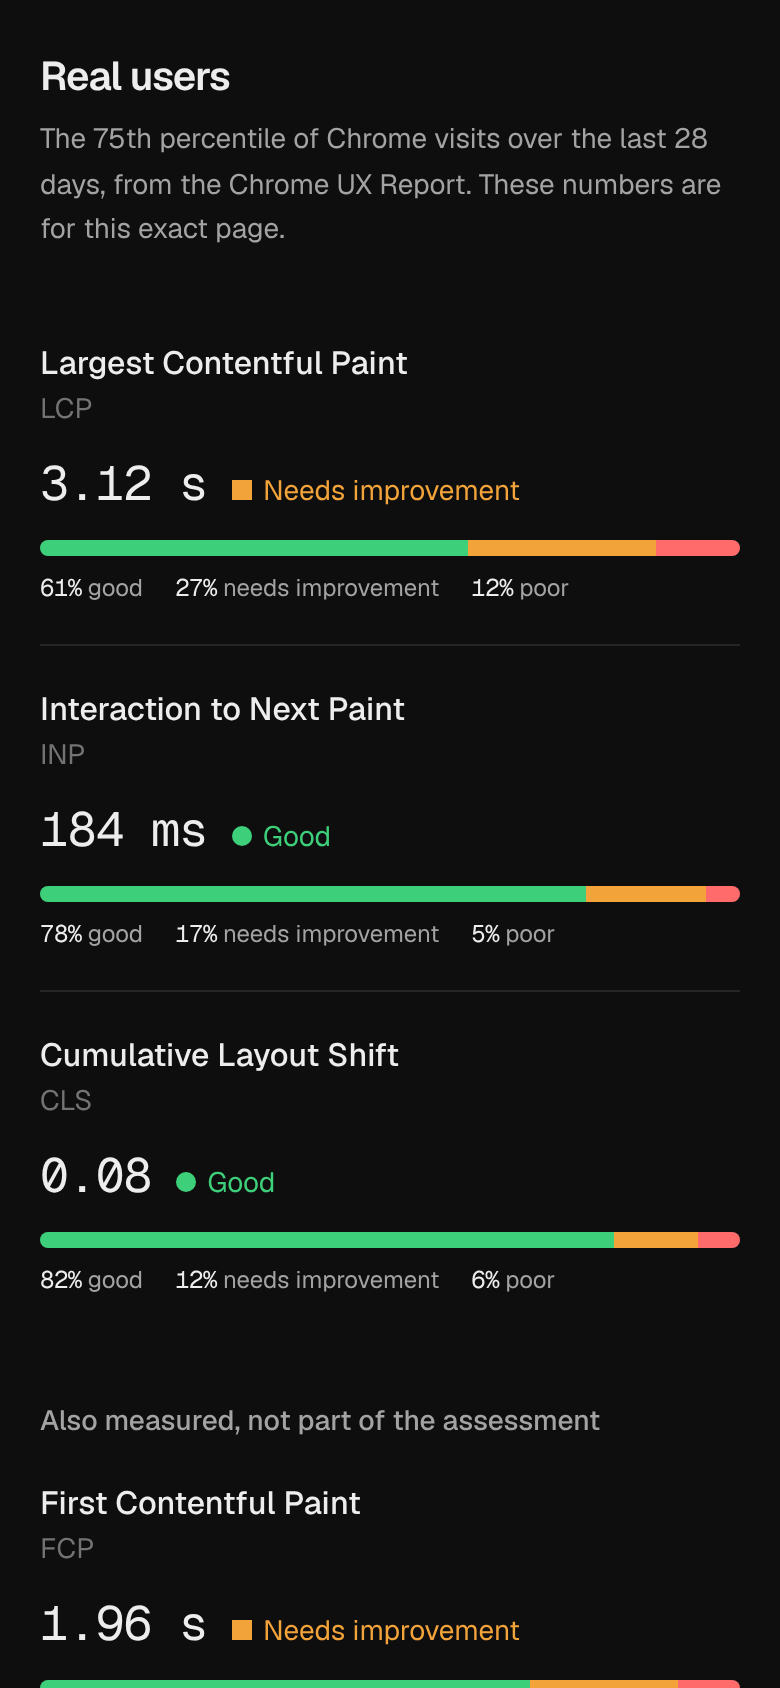 Real users
The 75th percentile of Chrome visits over the last 28
days, from the Chrome UX Report. These numbers are
for this exact page.
Largest Contentful Paint
LCP
3.12 s Needs improvement
61% good 27% needs improvement 12% poor
Interaction to Next Paint
INP
184 ms Good
78% good 17% needs improvement 5% poor
Cumulative Layout Shift
CLS
0.08 Good
82% good 12% needs improvement 6% poor
Also measured, not part of the assessment
First Contentful Paint
FCP
1.96 s Needs improvement